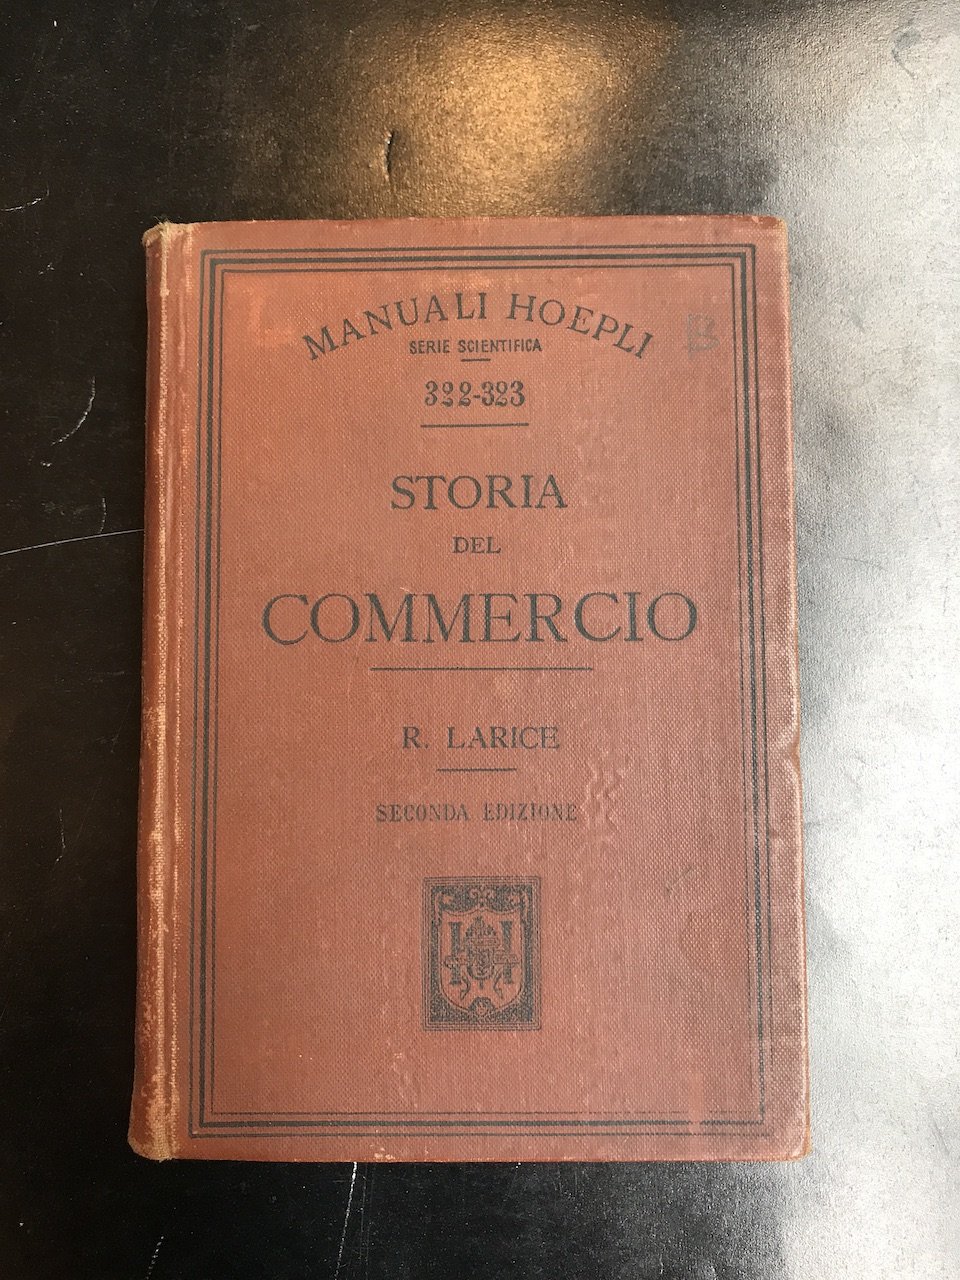 MANUALI HOEPLI
SERIE SCIENTIFICA
322-323
STORIA
DEL
COMMERCIO
R. LARICE
SECONDA EDIZIONE